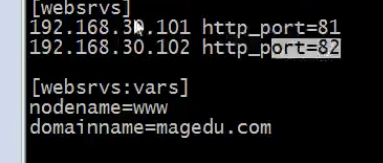 [websrvs]
192.168.30.101 http_port=81
192.168.30.102 http_port=82
[websrvs:vars]
nodename=www
domainname=magedu.com